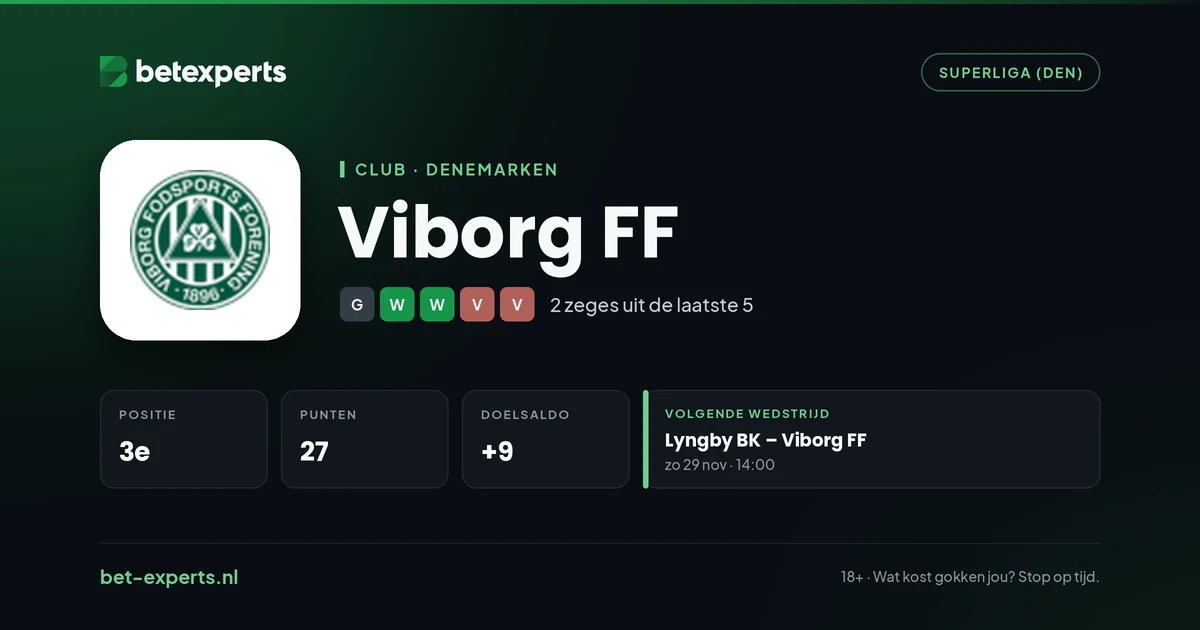 betexperts
SUPERLIGA (DEN)
VIBORG FODSPORTS FORENING
· 1896 ·
CLUB · DENEMARKEN
Viborg FF
G W W V V 2 zeges uit de laatste 5
POSITIE
3e
PUNTEN
27
DOELSALDO
+9
VOLGENDE WEDSTRIJD
Lyngby BK – Viborg FF
zo 29 nov · 14:00
bet-experts.nl
18+ · Wat kost gokken jou? Stop op tijd.